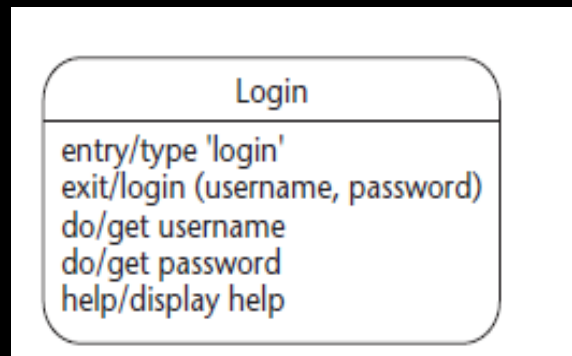 Login
entry/type 'login'
exit/login (username, password)
do/get username
do/get password
help/display help